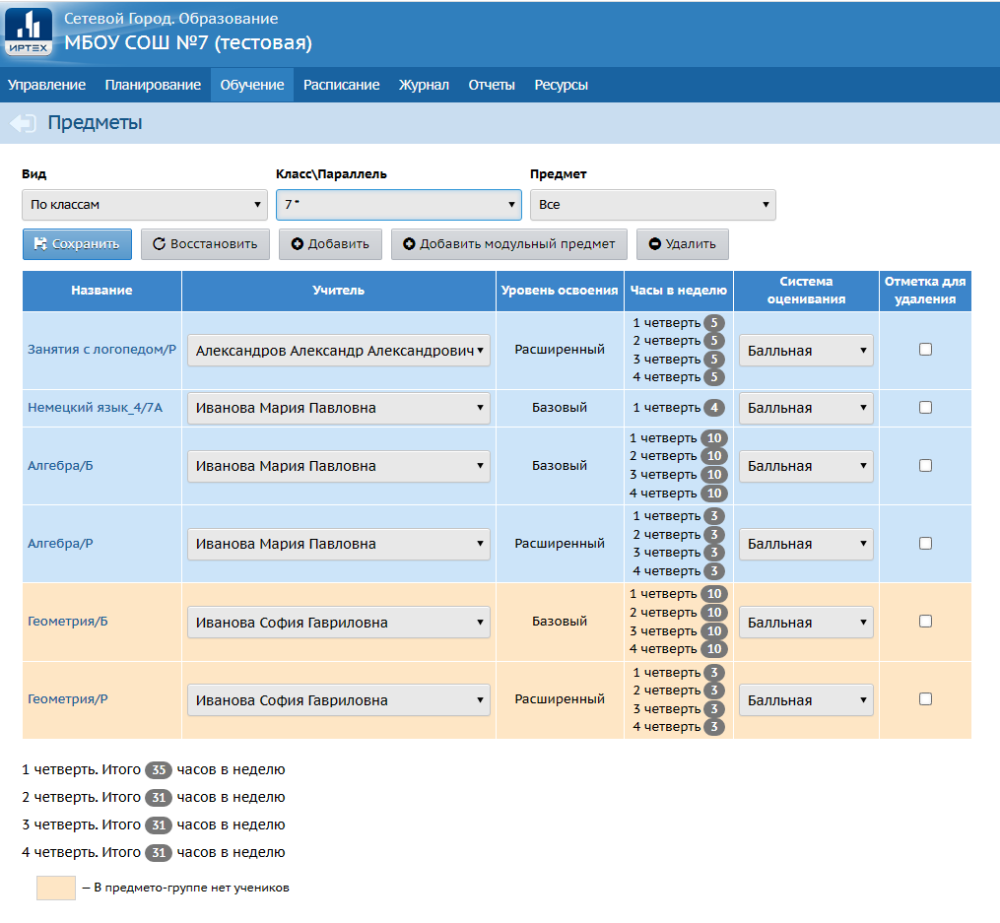 Сетевой Город. Образование
ИРТЕХ
МБОУ СОШ №7 (тестовая)
Управление Планирование Обучение Расписание Журнал Отчеты Ресурсы
Предметы
Вид Класс\Параллель Предмет
По классам 7 * Все
Сохранить Восстановить Добавить Добавить модульный предмет Удалить
Название Учитель Уровень освоения Часы в неделю Система оценивания Отметка для удаления
Занятия с логопедом/Р Александров Александр Александрович Расширенный 1 четверть 5 Балльная
2 четверть 5
3 четверть 5
4 четверть 5
Немецкий язык_4/7А Иванова Мария Павловна Базовый 1 четверть 4 Балльная
Алгебра/Б Иванова Мария Павловна Базовый 1 четверть 10 Балльная
2 четверть 10
3 четверть 10
4 четверть 10
Алгебра/Р Иванова Мария Павловна Расширенный 1 четверть 3 Балльная
2 четверть 3
3 четверть 3
4 четверть 3
Геометрия/Б Иванова София Гавриловна Базовый 1 четверть 10 Балльная
2 четверть 10
3 четверть 10
4 четверть 10
Геометрия/Р Иванова София Гавриловна Расширенный 1 четверть 3 Балльная
2 четверть 3
3 четверть 3
4 четверть 3
1 четверть. Итого 35 часов в неделю
2 четверть. Итого 31 часов в неделю
3 четверть. Итого 31 часов в неделю
4 четверть. Итого 31 часов в неделю
— В предмето-группе нет учеников